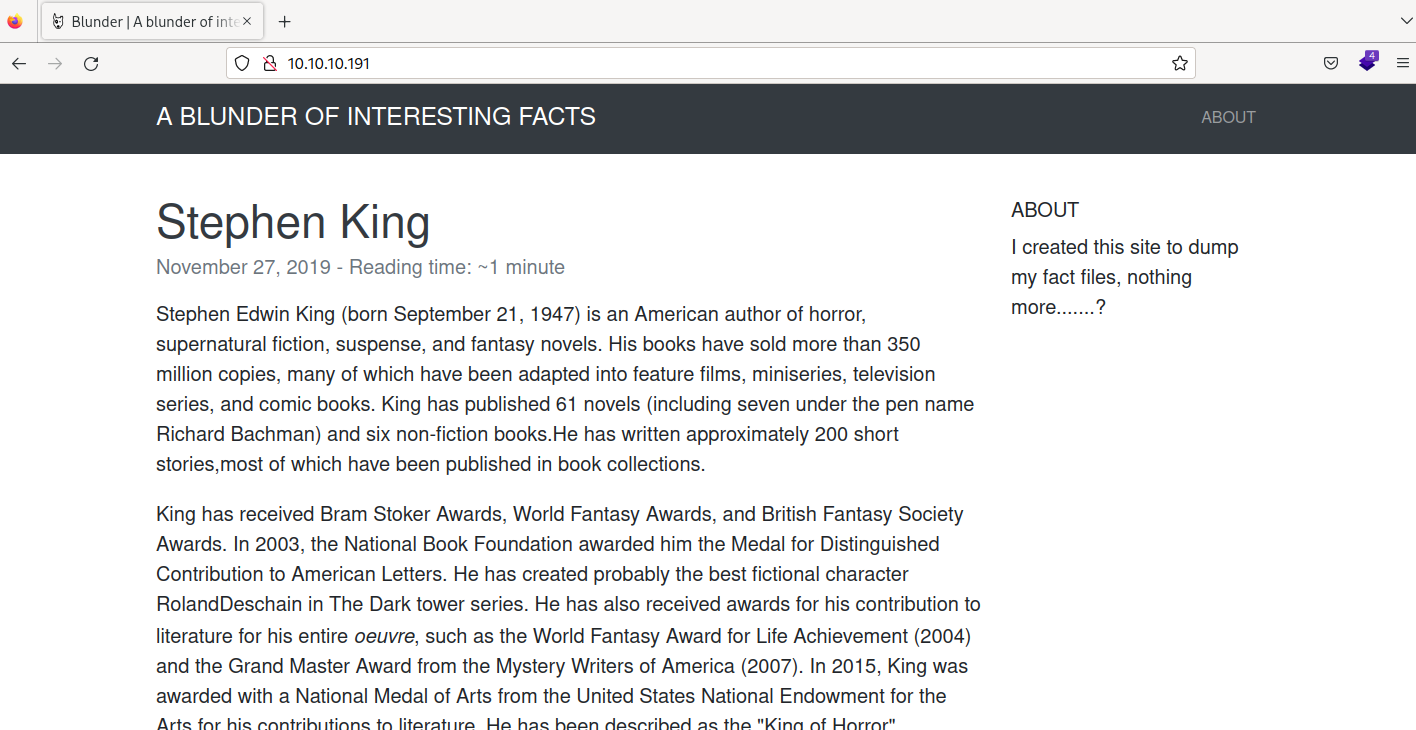 Blunder | A blunder of inte
10.10.10.191
4
A BLUNDER OF INTERESTING FACTS
ABOUT
Stephen King
November 27, 2019 - Reading time: ~1 minute
Stephen Edwin King (born September 21, 1947) is an American author of horror,
supernatural fiction, suspense, and fantasy novels. His books have sold more than 350
million copies, many of which have been adapted into feature films, miniseries, television
series, and comic books. King has published 61 novels (including seven under the pen name
Richard Bachman) and six non-fiction books.He has written approximately 200 short
stories,most of which have been published in book collections.
King has received Bram Stoker Awards, World Fantasy Awards, and British Fantasy Society
Awards. In 2003, the National Book Foundation awarded him the Medal for Distinguished
Contribution to American Letters. He has created probably the best fictional character
RolandDeschain in The Dark tower series. He has also received awards for his contribution to
literature for his entire oeuvre, such as the World Fantasy Award for Life Achievement (2004)
and the Grand Master Award from the Mystery Writers of America (2007). In 2015, King was
awarded with a National Medal of Arts from the United States National Endowment for the
Arts for his contributions to literature. He has been described as the "King of Horror"
ABOUT
I created this site to dump
my fact files, nothing
more.......?